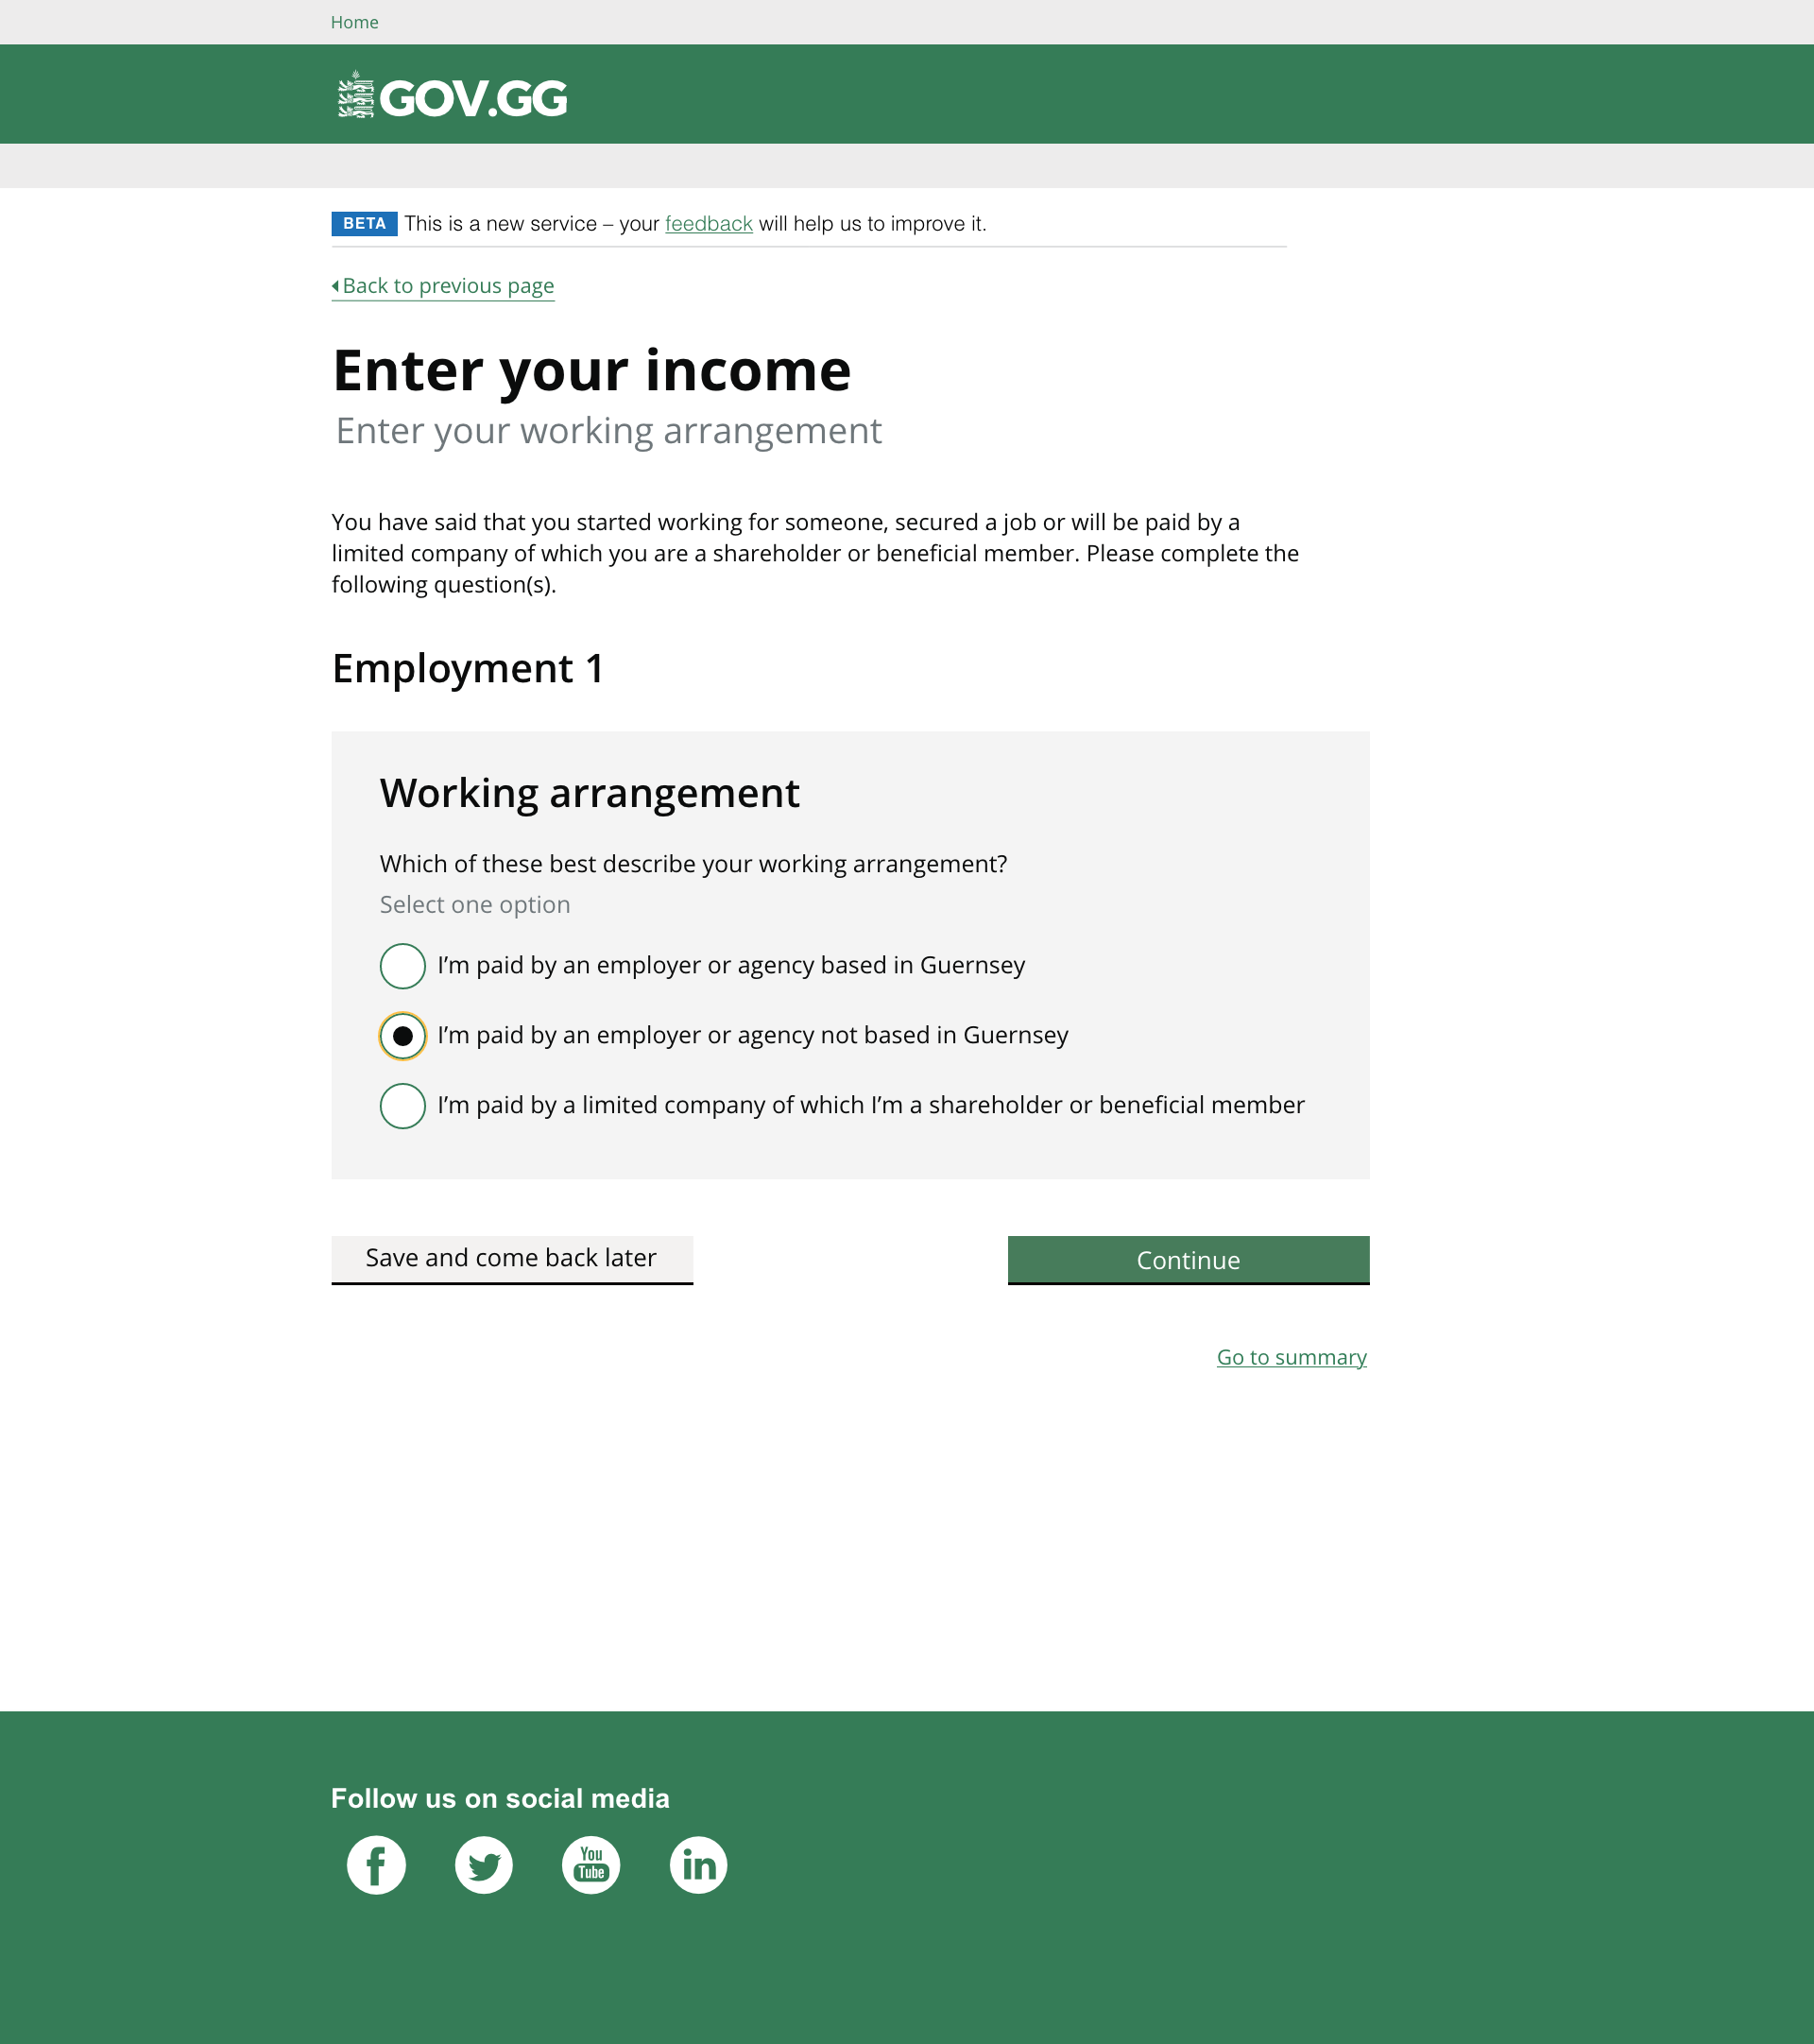 Home
GOV.GG
BETA This is a new service – your feedback will help us to improve it.
Back to previous page
Enter your income
Enter your working arrangement
You have said that you started working for someone, secured a job or will be paid by a
limited company of which you are a shareholder or beneficial member. Please complete the
following question(s).
Employment 1
Working arrangement
Which of these best describe your working arrangement?
Select one option
I’m paid by an employer or agency based in Guernsey
I’m paid by an employer or agency not based in Guernsey
I’m paid by a limited company of which I’m a shareholder or beneficial member
Save and come back later
Continue
Go to summary
Follow us on social media
f
You
Tube
in